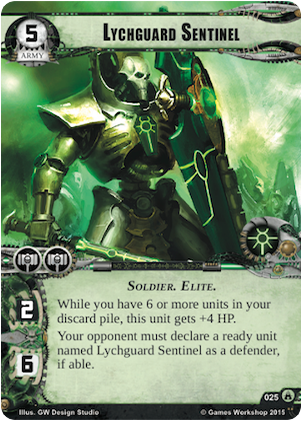 5
LYCHGUARD SENTINEL
ARMY
SOLDIER. ELITE.
2
While you have 6 or more units in your
discard pile, this unit gets +4 HP.
6
Your opponent must declare a ready unit
named Lychguard Sentinel as a defender,
if able.
025
Illus. GW Design Studio
© Games Workshop 2015